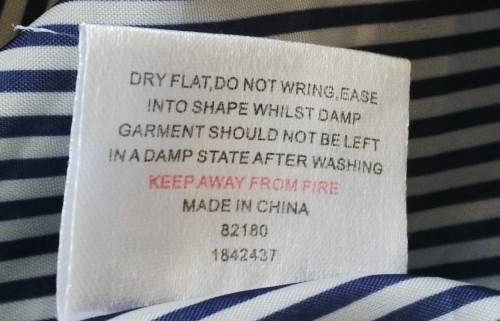 DRY FLAT,DO NOT WRING,EASE
INTO SHAPE WHILST DAMP
GARMENT SHOULD NOT BE LEFT
IN A DAMP STATE AFTER WASHING
KEEP AWAY FROM FIRE
MADE IN CHINA
82180
1842437